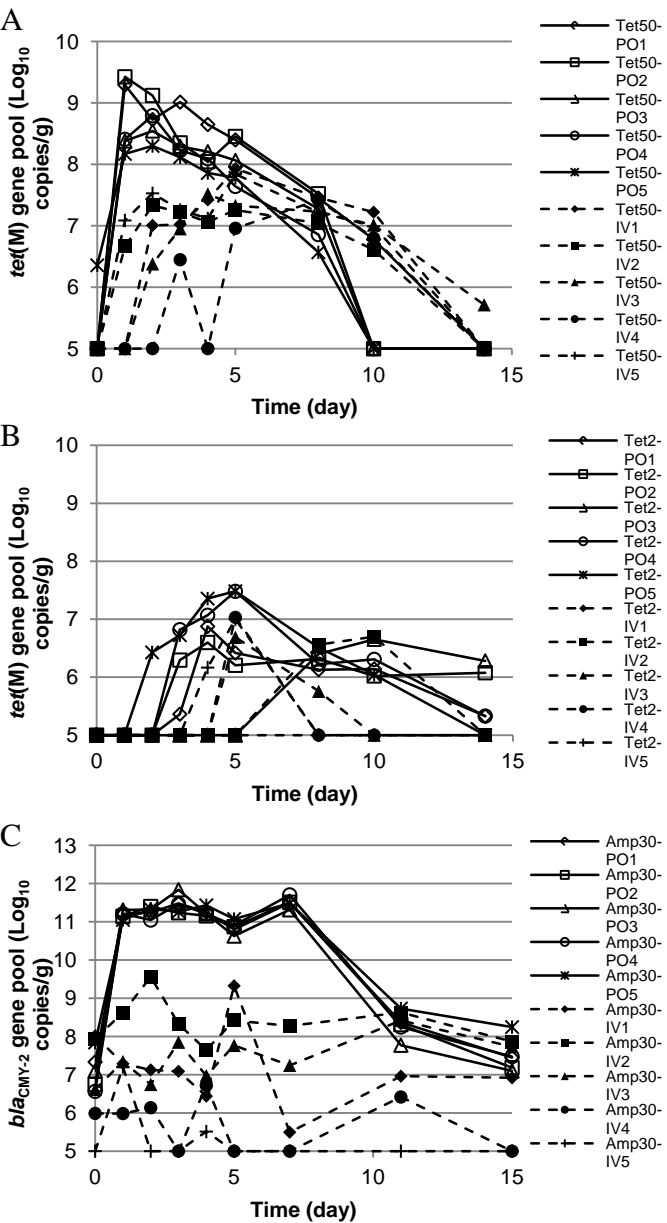 A
tet(M) gene pool (Log10
copies/g)
10
9
8
7
6
5
0
5
10
15
Time (day)
Tet50-
PO1
Tet50-
PO2
Tet50-
PO3
Tet50-
PO4
Tet50-
PO5
Tet50-
IV1
Tet50-
IV2
Tet50-
IV3
Tet50-
IV4
Tet50-
IV5
B
tet(M) gene pool (Log10
copies/g)
10
9
8
7
6
5
0
5
10
15
Time (day)
Tet2-
PO1
Tet2-
PO2
Tet2-
PO3
Tet2-
PO4
Tet2-
PO5
Tet2-
IV1
Tet2-
IV2
Tet2-
IV3
Tet2-
IV4
Tet2-
IV5
C
blaCMY-2 gene pool (Log10
copies/g)
13
12
11
10
9
8
7
6
5
0
5
10
15
Time (day)
Amp30-
PO1
Amp30-
PO2
Amp30-
PO3
Amp30-
PO4
Amp30-
PO5
Amp30-
IV1
Amp30-
IV2
Amp30-
IV3
Amp30-
IV4
Amp30-
IV5